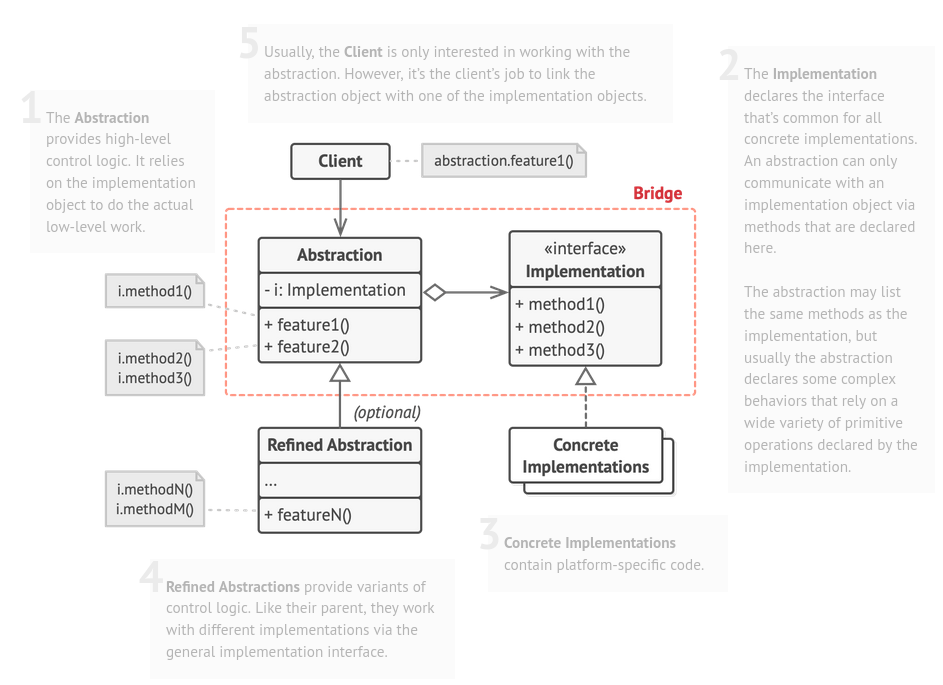 5
Usually, the Client is only interested in working with the
abstraction. However, it's the client's job to link the
abstraction object with one of the implementation objects.
1
The Abstraction
provides high-level
control logic. It relies
on the implementation
object to do the actual
low-level work.
2
The Implementation
declares the interface
that's common for all
concrete implementations.
An abstraction can only
communicate with an
implementation object via
methods that are declared
here.
The abstraction may list
the same methods as the
implementation, but
usually the abstraction
declares some complex
behaviors that rely on a
wide variety of primitive
operations declared by the
implementation.
Client
abstraction.feature1()
Bridge
Abstraction
- i: Implementation
+ feature1()
+ feature2()
«interface»
Implementation
+ method1()
+ method2()
+ method3()
i.method1()
i.method2()
i.method3()
(optional)
Refined Abstraction
...
+ featureN()
Concrete
Implementations
i.methodN()
i.methodM()
3
Concrete Implementations
contain platform-specific code.
4
Refined Abstractions provide variants of
control logic. Like their parent, they work
with different implementations via the
general implementation interface.